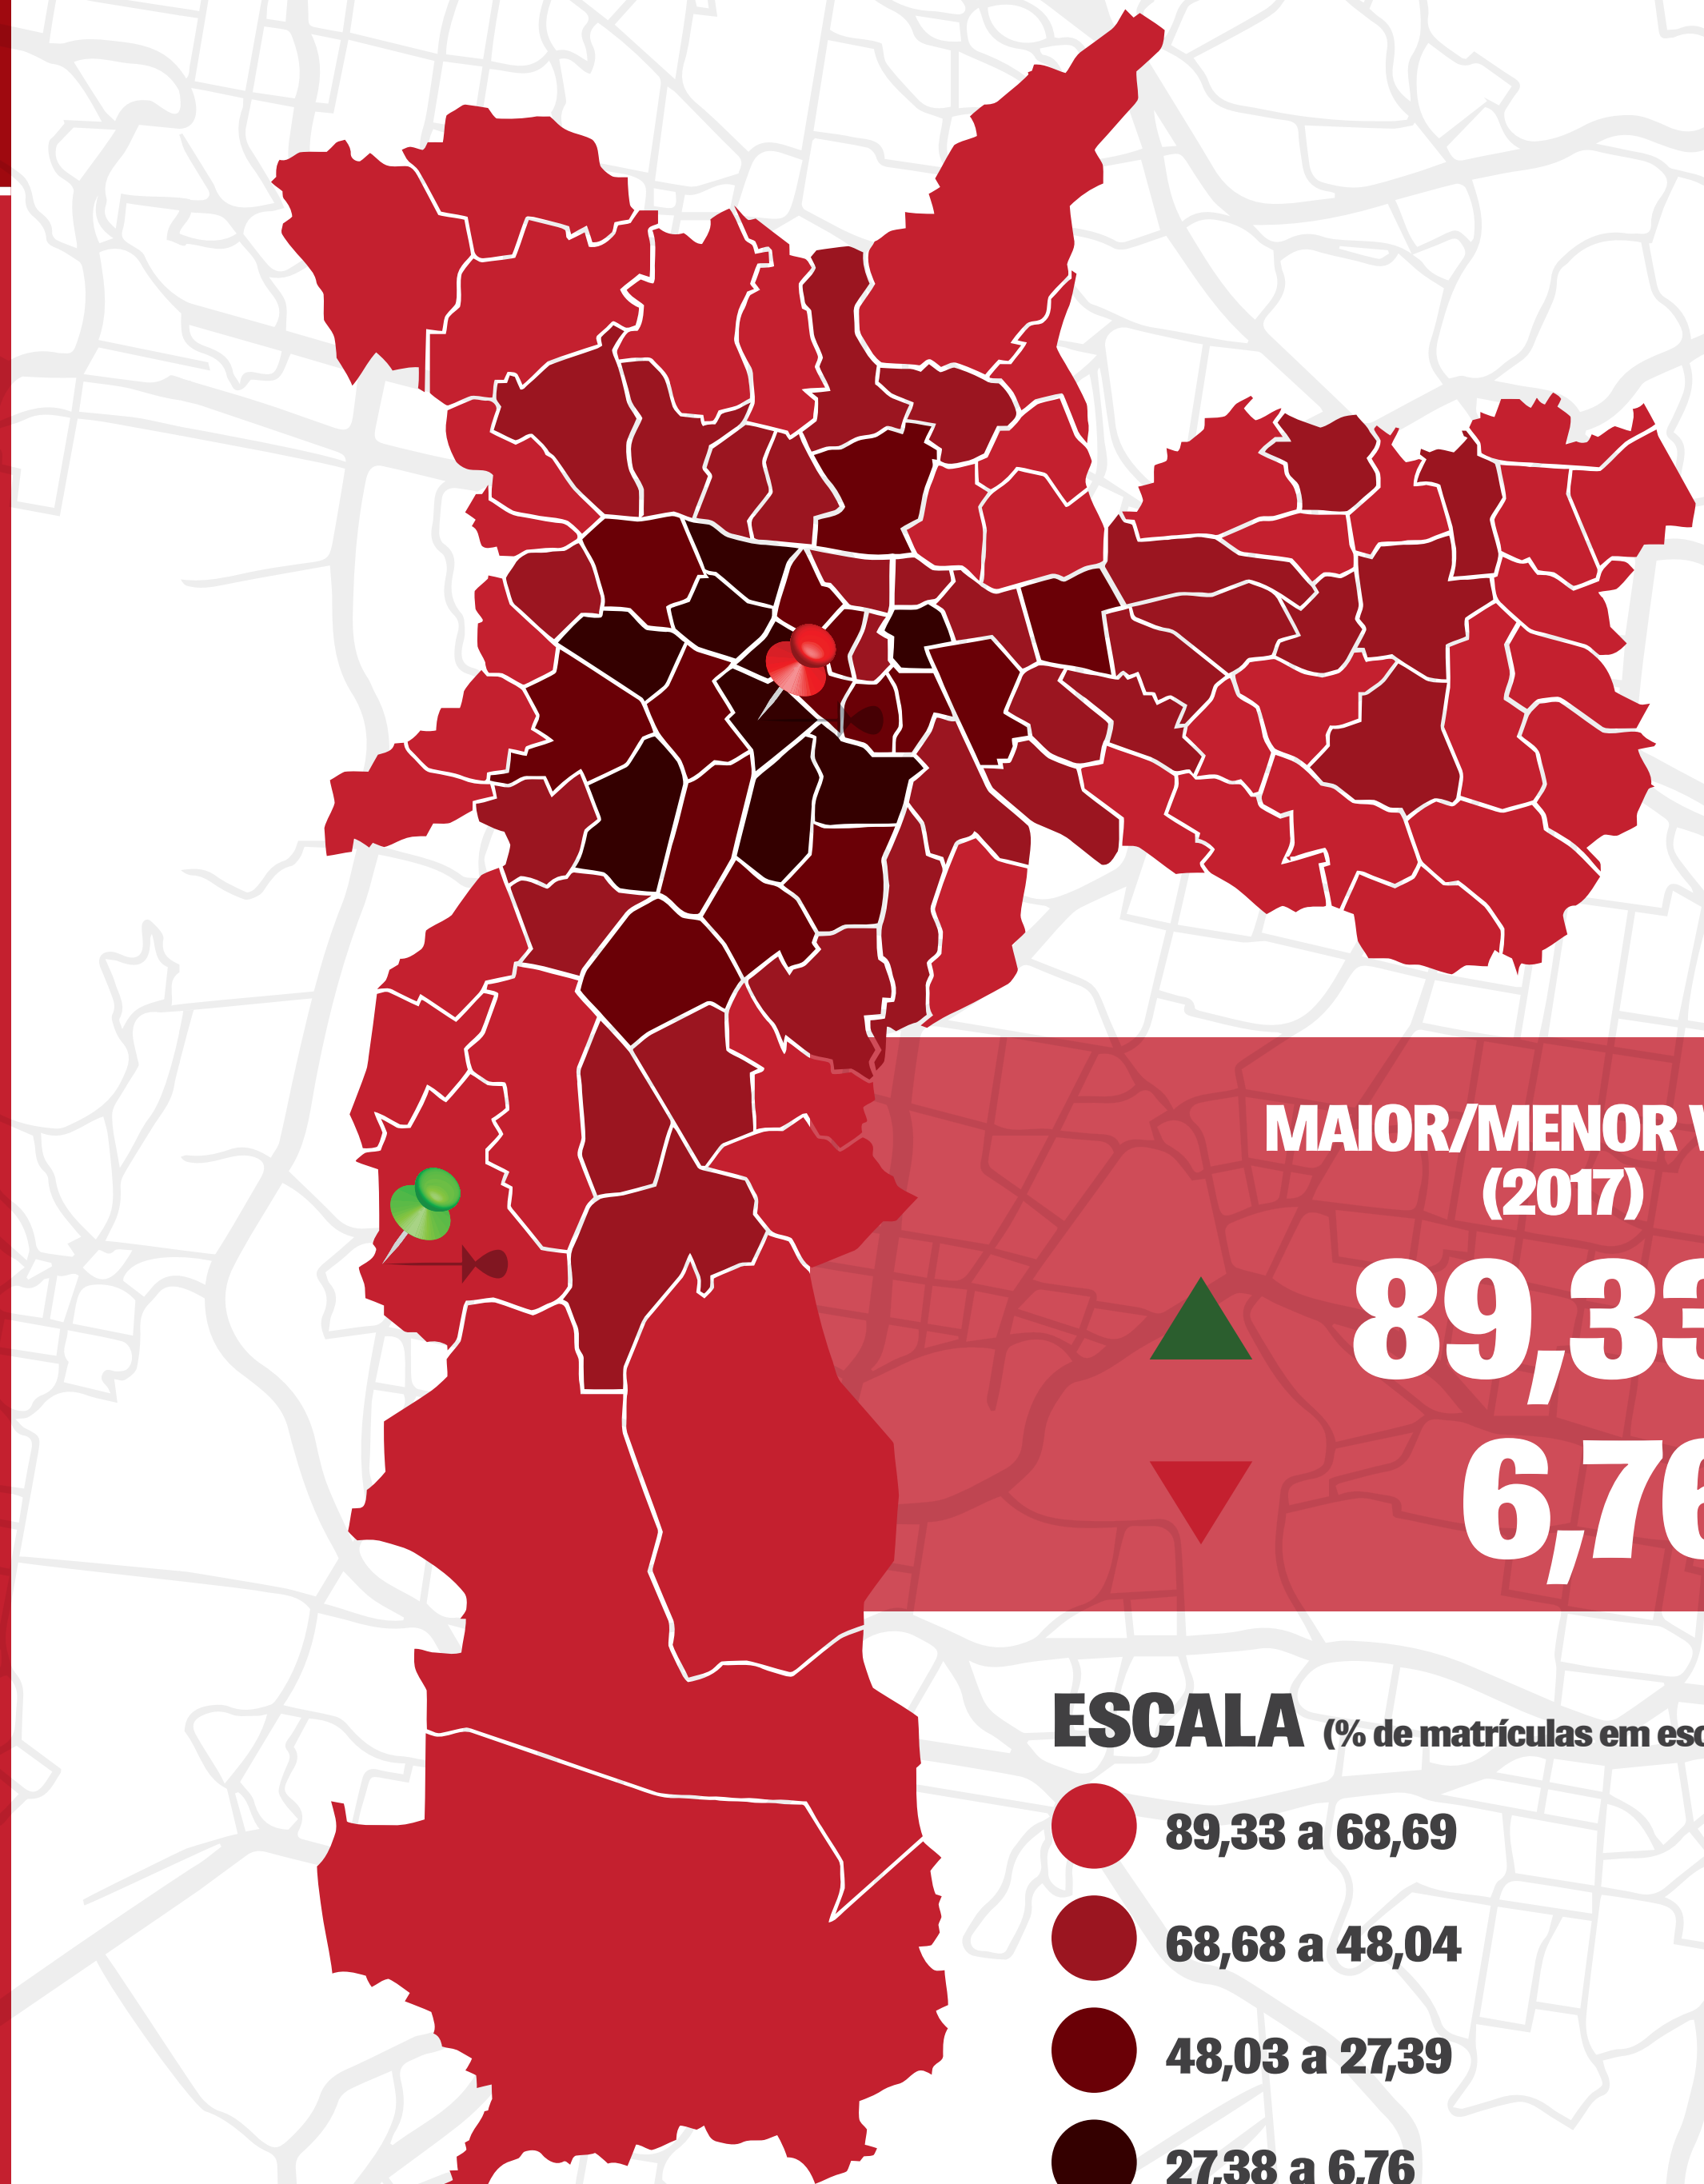 MAIOR/MENOR
(2017)
89,33
6,76
ESCALA (% de matrículas em
89,33 a 68,69
68,68 a 48,04
48,03 a 27,39
27,38 a 6,76